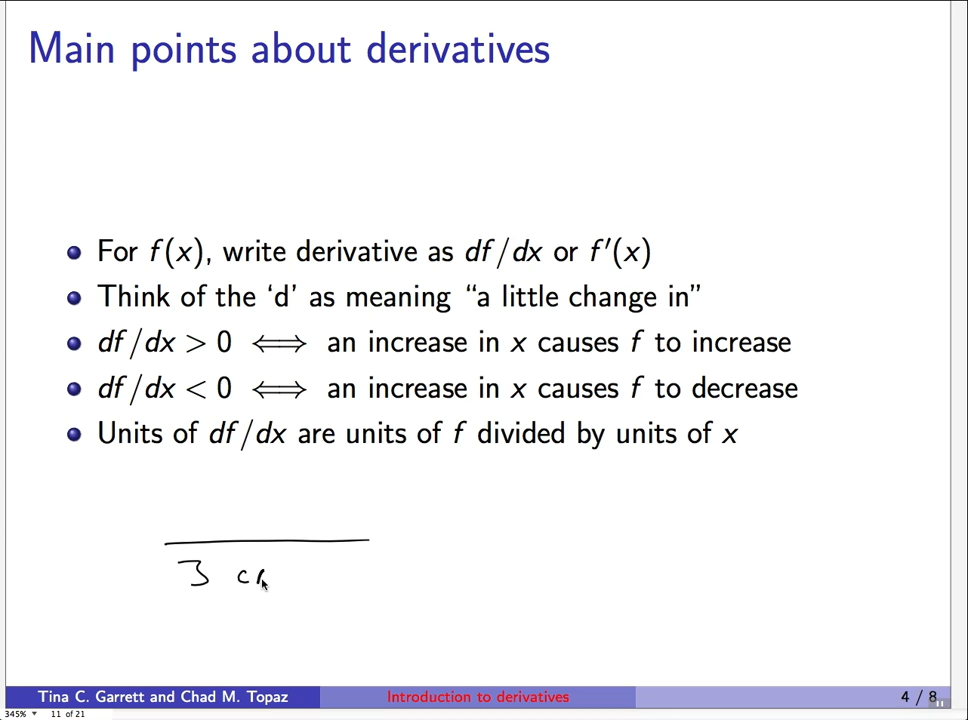 Main points about derivatives
For f(x), write derivative as df/dx or f′(x)
Think of the ‘d’ as meaning “a little change in”
df/dx > 0 ⟺ an increase in x causes f to increase
df/dx < 0 ⟺ an increase in x causes f to decrease
Units of df/dx are units of f divided by units of x
3
Tina C. Garrett and Chad M. Topaz Introduction to derivatives 4 / 8
345% 11 of 21